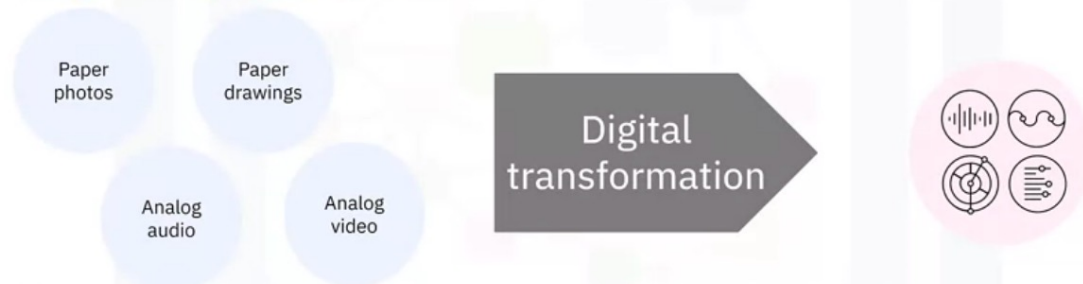 Paper
photos
Paper
drawings
Analog
audio
Analog
video
Digital
transformation